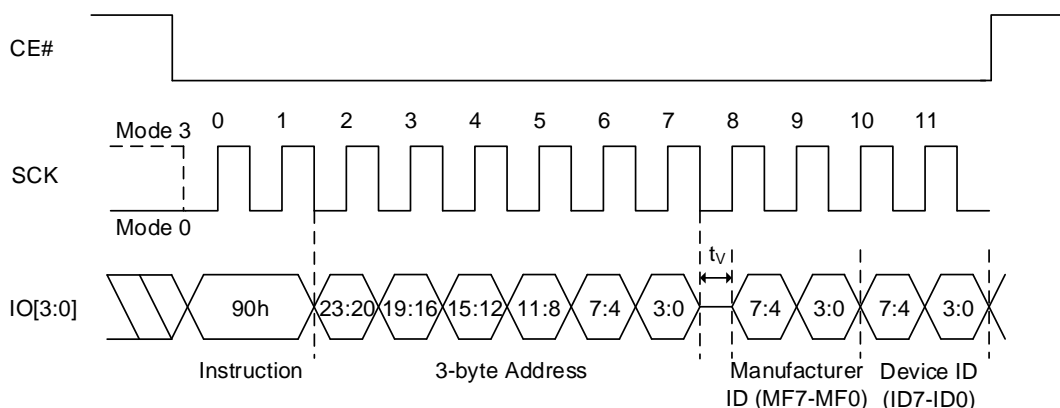 CE#
0 1 2 3 4 5 6 7 8 9 10 11
Mode 3
SCK
Mode 0
tV
IO[3:0] 90h 23:20 19:16 15:12 11:8 7:4 3:0 7:4 3:0 7:4 3:0
Instruction 3-byte Address Manufacturer Device ID
ID (MF7-MF0) (ID7-ID0)